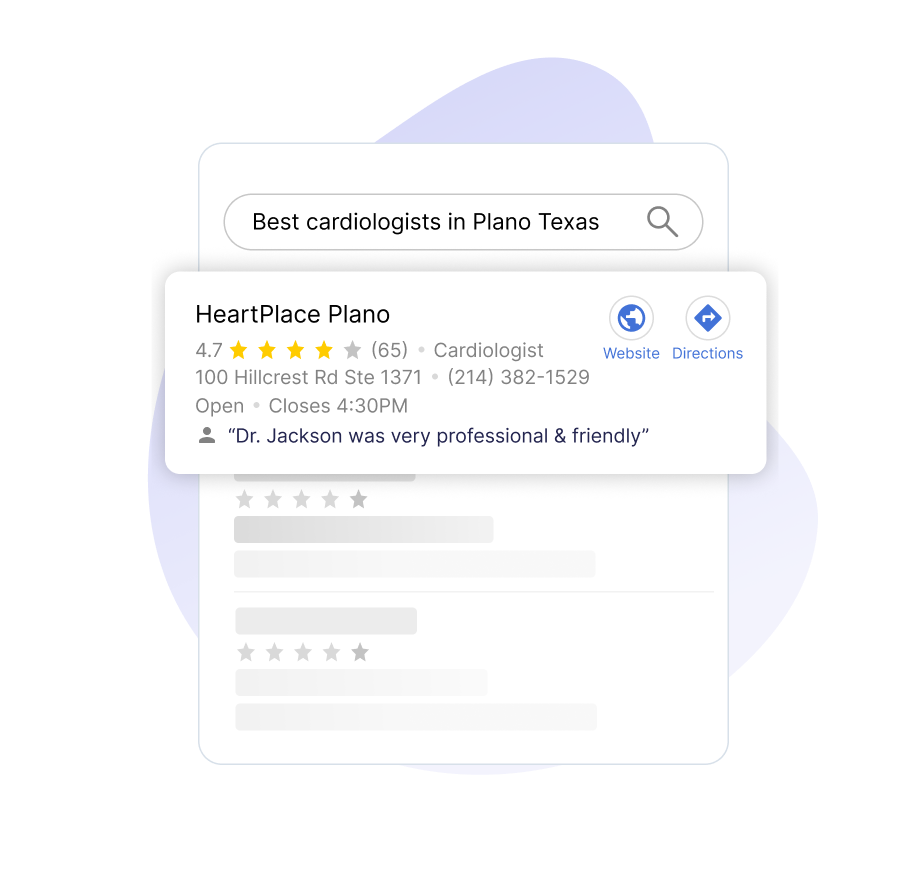 Best cardiologists in Plano Texas
HeartPlace Plano
4.7 (65) • Cardiologist
100 Hillcrest Rd Ste 1371 • (214) 382-1529
Open • Closes 4:30PM
“Dr. Jackson was very professional & friendly”
Website
Directions